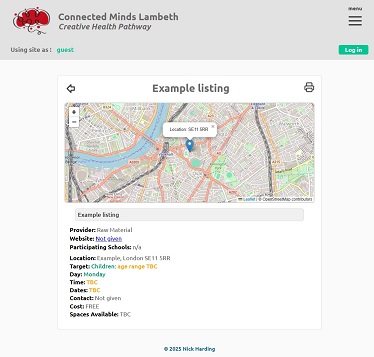 Connected Minds Lambeth
Creative Health Pathway
menu
Using site as : guest
Log in
Example listing
+
−
Location: SE11 5RR
×
Leaflet | © OpenStreetMap contributors
Example listing
Provider: Raw Material
Website: Not given
Participating Schools: n/a
Location: Example, London SE11 5RR
Target: Children: age range TBC
Day: Monday
Time: TBC
Dates: TBC
Contact: Not given
Cost: FREE
Spaces Available: TBC
© 2025 Nick Harding